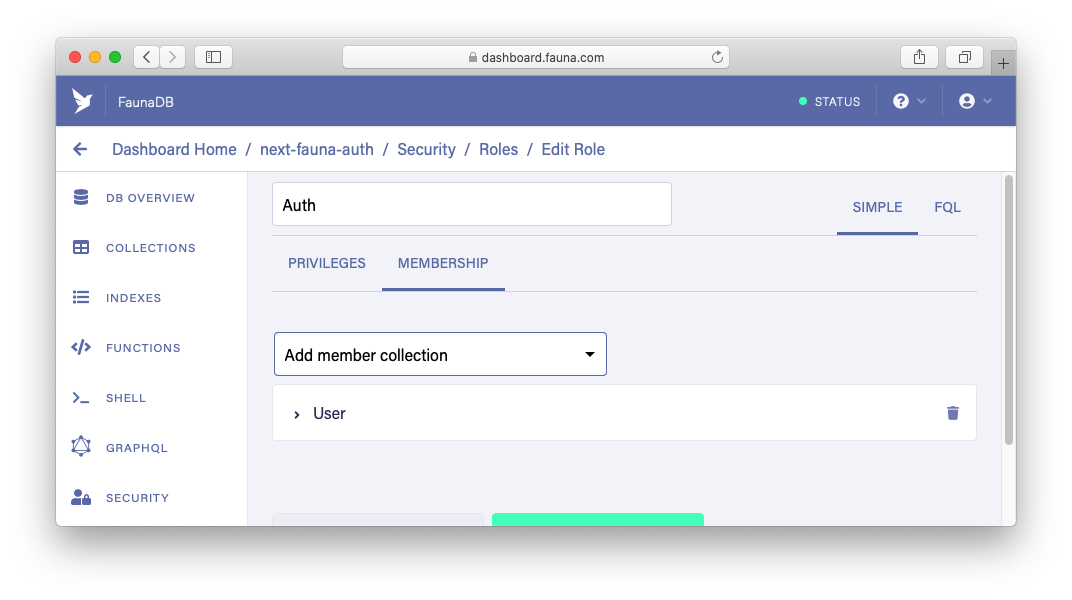 dashboard.fauna.com
FaunaDB
STATUS
Dashboard Home / next-fauna-auth / Security / Roles / Edit Role
DB OVERVIEW
COLLECTIONS
INDEXES
FUNCTIONS
SHELL
GRAPHQL
SECURITY
Auth
SIMPLE FQL
PRIVILEGES MEMBERSHIP
Add member collection
User